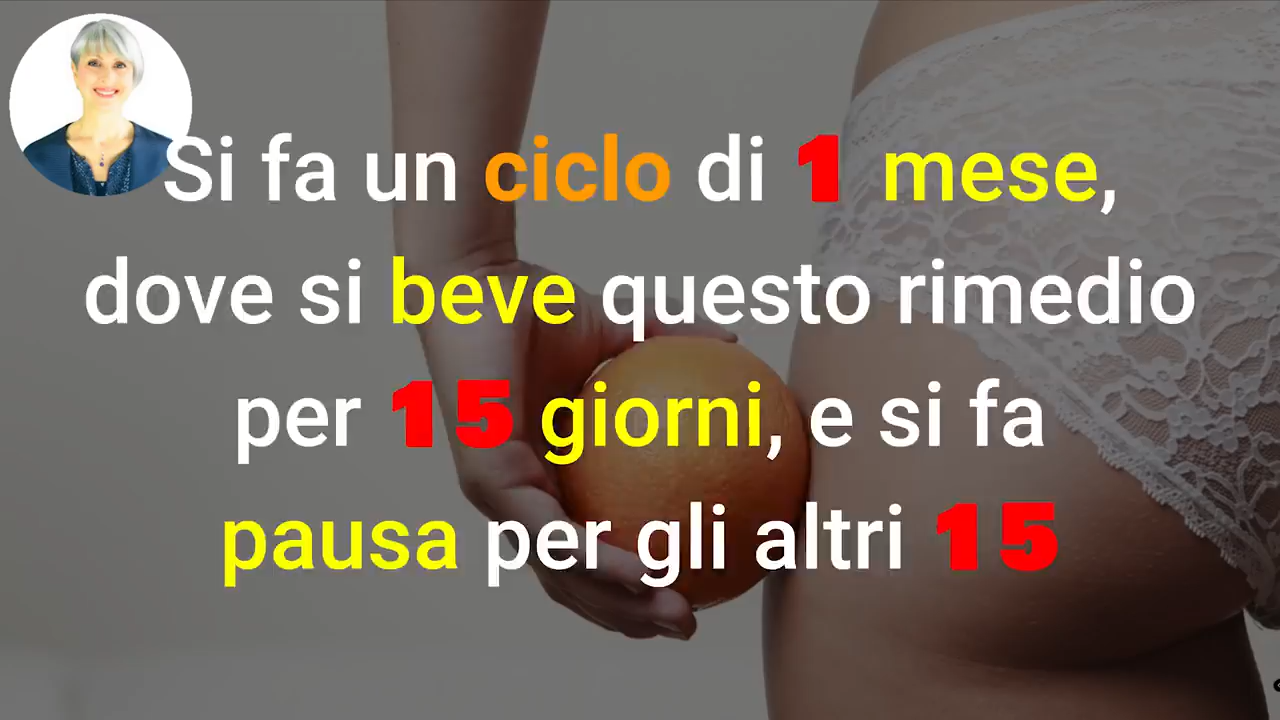 Si fa un ciclo di 1 mese,
dove si beve questo rimedio
per 15 giorni, e si fa
pausa per gli altri 15